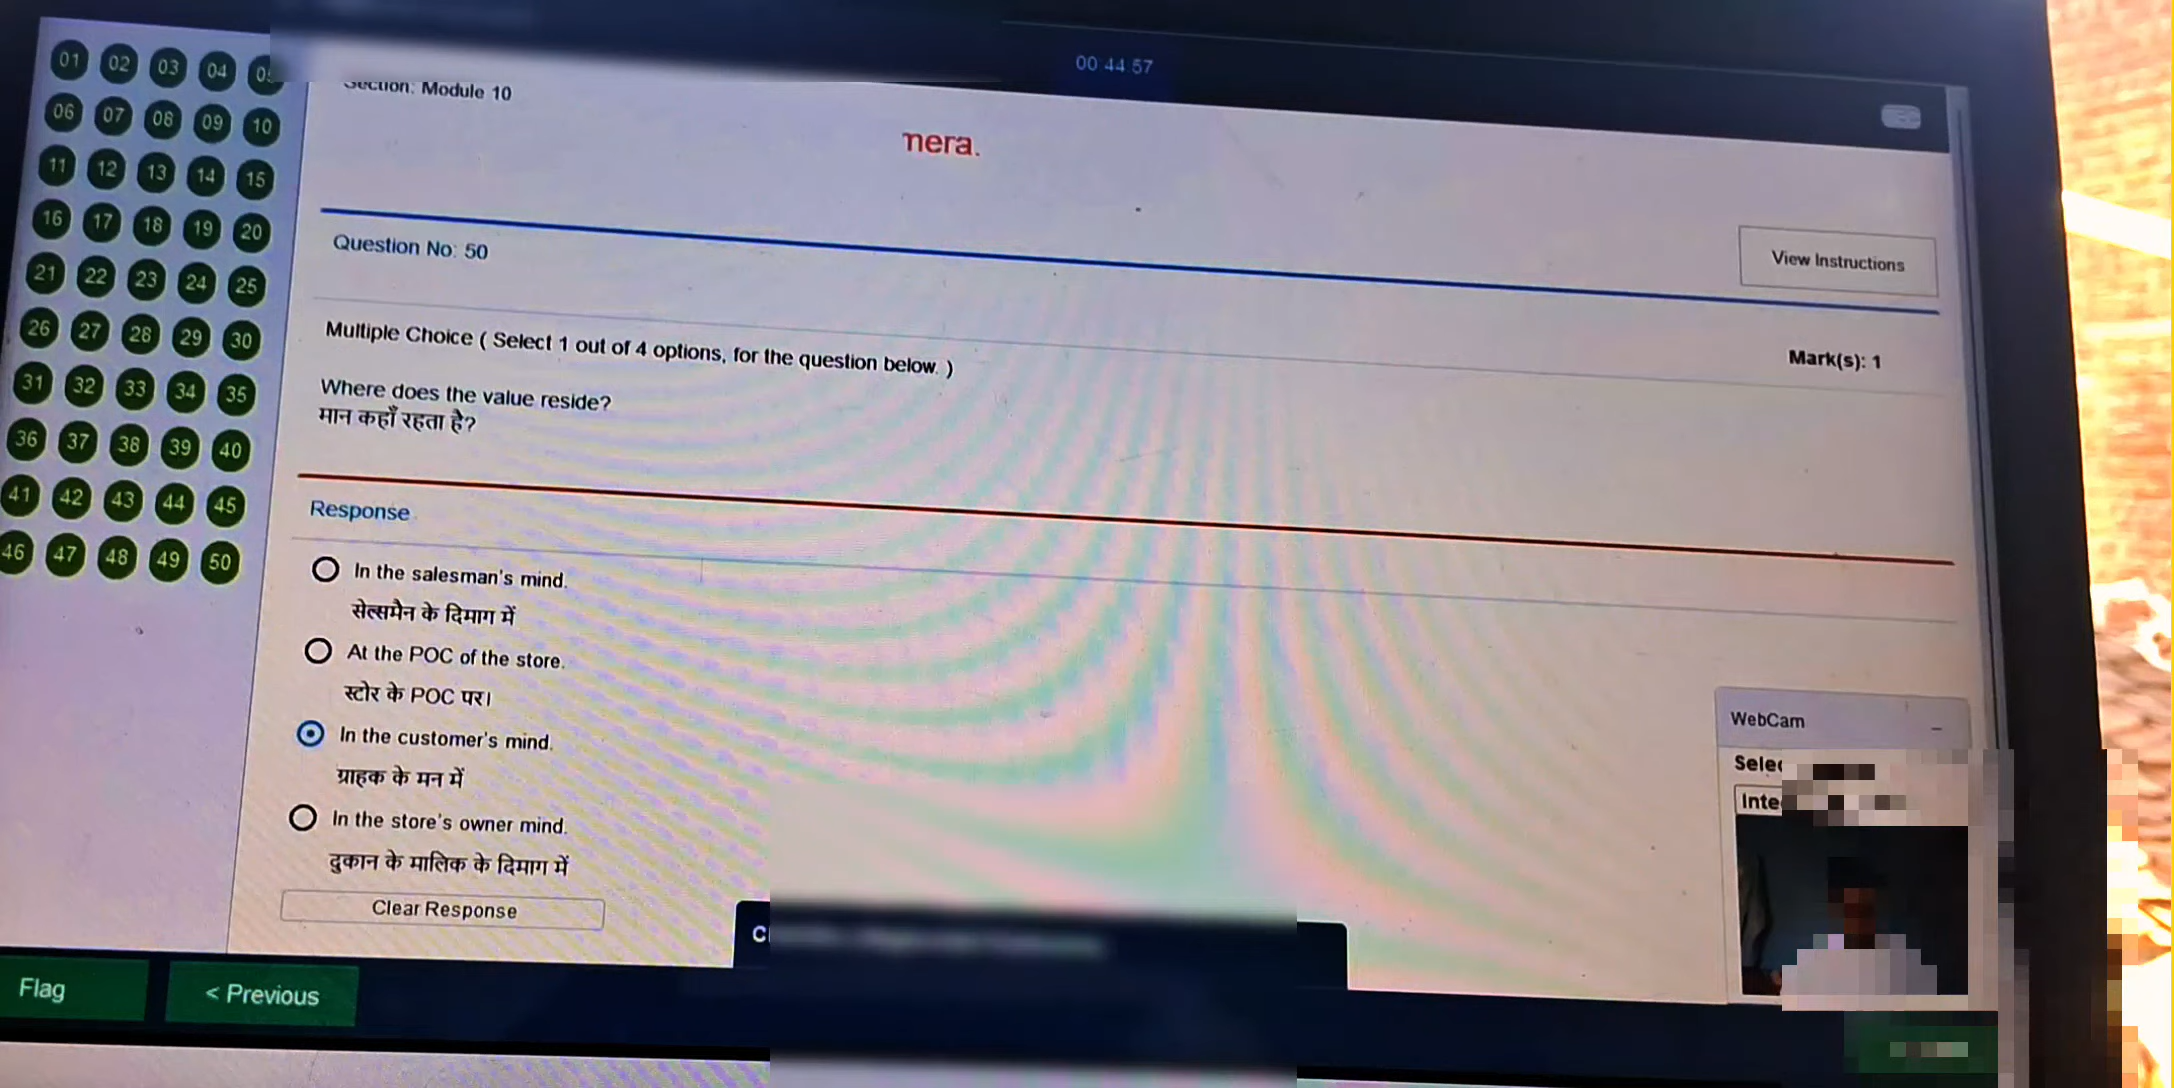 00:44:57
Section: Module 10
mera.
01 02 03 04
06 07 08 09 10
11 12 13 14 15
16 17 18 19 20
21 22 23 24 25
26 27 28 29 30
31 32 33 34 35
36 37 38 39 40
41 42 43 44 45
46 47 48 49 50
Question No: 50
View Instructions
Multiple Choice ( Select 1 out of 4 options, for the question below. )
Mark(s): 1
Where does the value reside?
मान कहाँ रहता है?
Response
In the salesman's mind.
सेल्समैन के दिमाग में
At the POC of the store.
स्टोर के POC पर।
In the customer's mind.
ग्राहक के मन में
In the store's owner mind.
दुकान के मालिक के दिमाग में
Clear Response
WebCam
Flag
< Previous